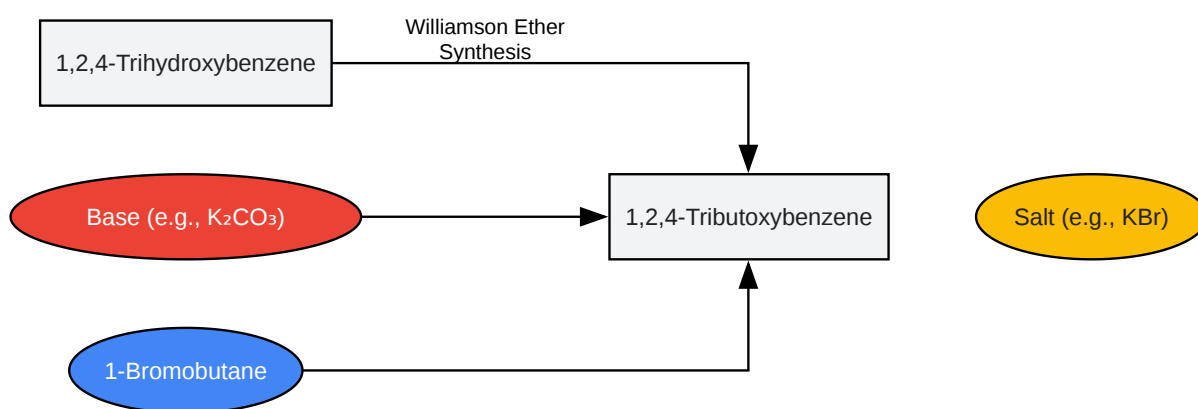 Williamson Ether
Synthesis
1,2,4-Trihydroxybenzene
Base (e.g., K₂CO₃)
1,2,4-Tributoxybenzene
Salt (e.g., KBr)
1-Bromobutane